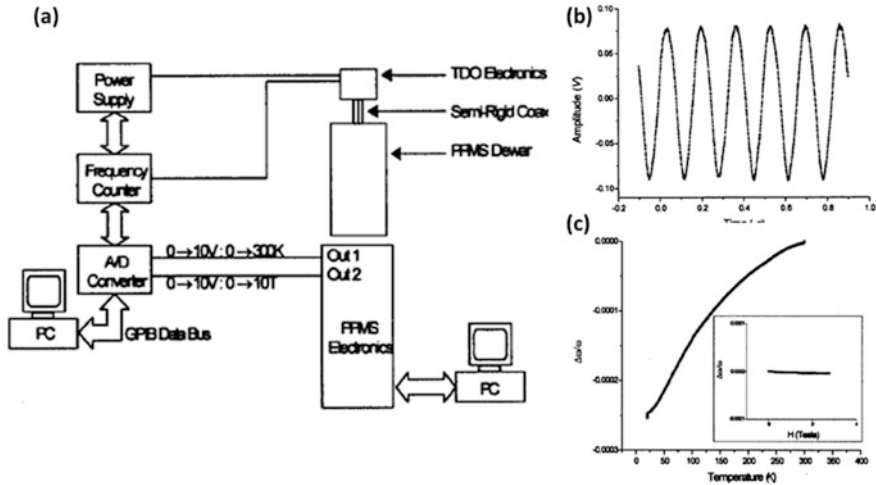 (a)
Power
Supply
Frequency
Counter
A/D
Converter
PC
GPIB Data Bus
0→10V: 0→300K
0→10V: 0→10T
TDO Electronics
Semi-Rigid Coax
PPMS Dewar
Out 1
Out 2
PPMS
Electronics
PC
(b)
Amplitude (V)
0.10
0.05
0.00
-0.05
-0.10
-0.2
0.0
0.2
0.4
0.6
0.8
1.0
(c)
Δω/ω
0.0000
-0.0001
-0.0002
-0.0003
0
50
100
150
200
250
300
350
400
Temperature (K)
Δω/ω
H (Tesla)